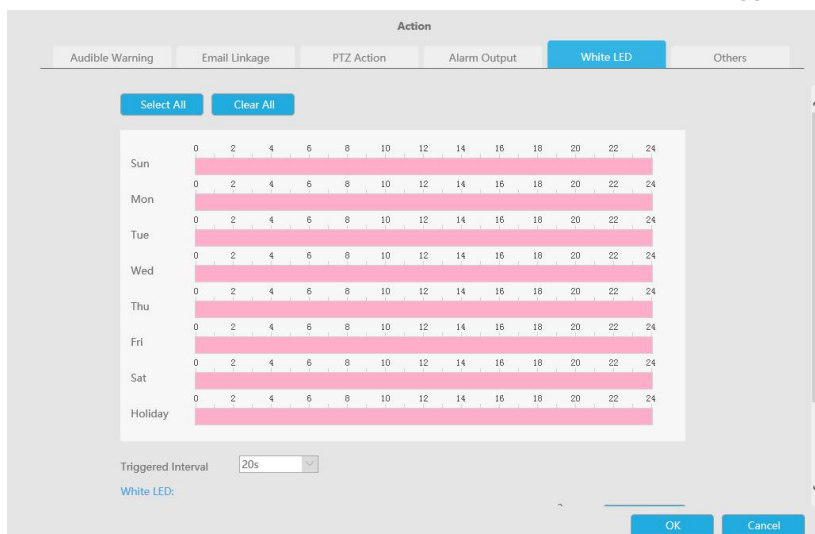 Action
Audible Warning Email Linkage PTZ Action Alarm Output White LED Others
Select All Clear All
0 2 4 6 8 10 12 14 16 18 20 22 24
Sun
0 2 4 6 8 10 12 14 16 18 20 22 24
Mon
0 2 4 6 8 10 12 14 16 18 20 22 24
Tue
0 2 4 6 8 10 12 14 16 18 20 22 24
Wed
0 2 4 6 8 10 12 14 16 18 20 22 24
Thu
0 2 4 6 8 10 12 14 16 18 20 22 24
Fri
0 2 4 6 8 10 12 14 16 18 20 22 24
Sat
0 2 4 6 8 10 12 14 16 18 20 22 24
Holiday
Triggered Interval 20s
White LED:
OK Cancel